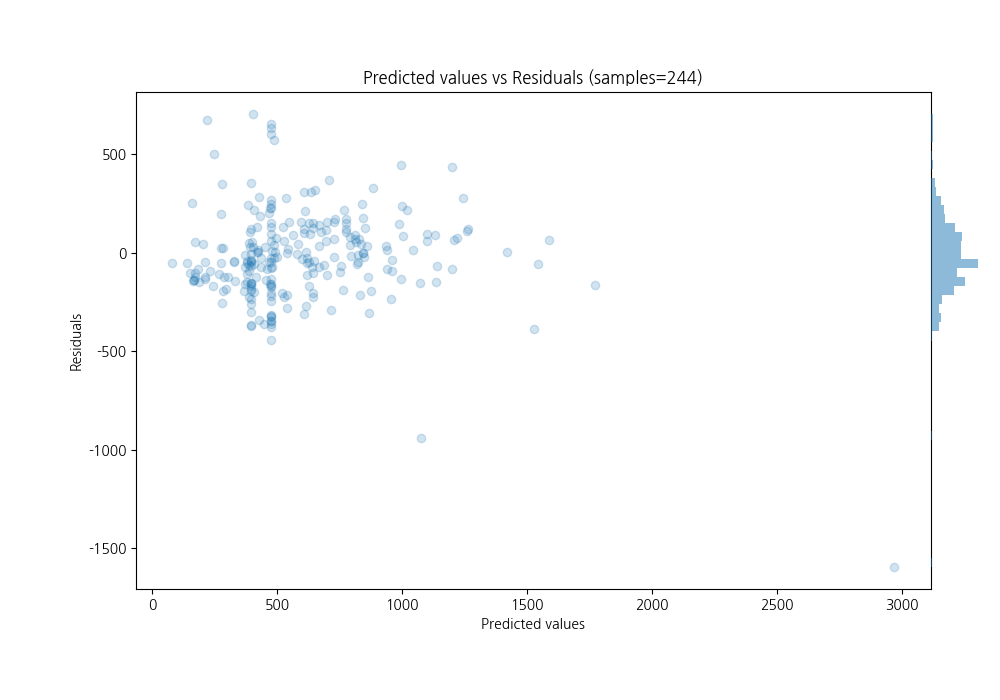 Predicted values vs Residuals (samples=244)
500
0
-500
-1000
-1500
Residuals
0 500 1000 1500 2000 2500 3000
Predicted values